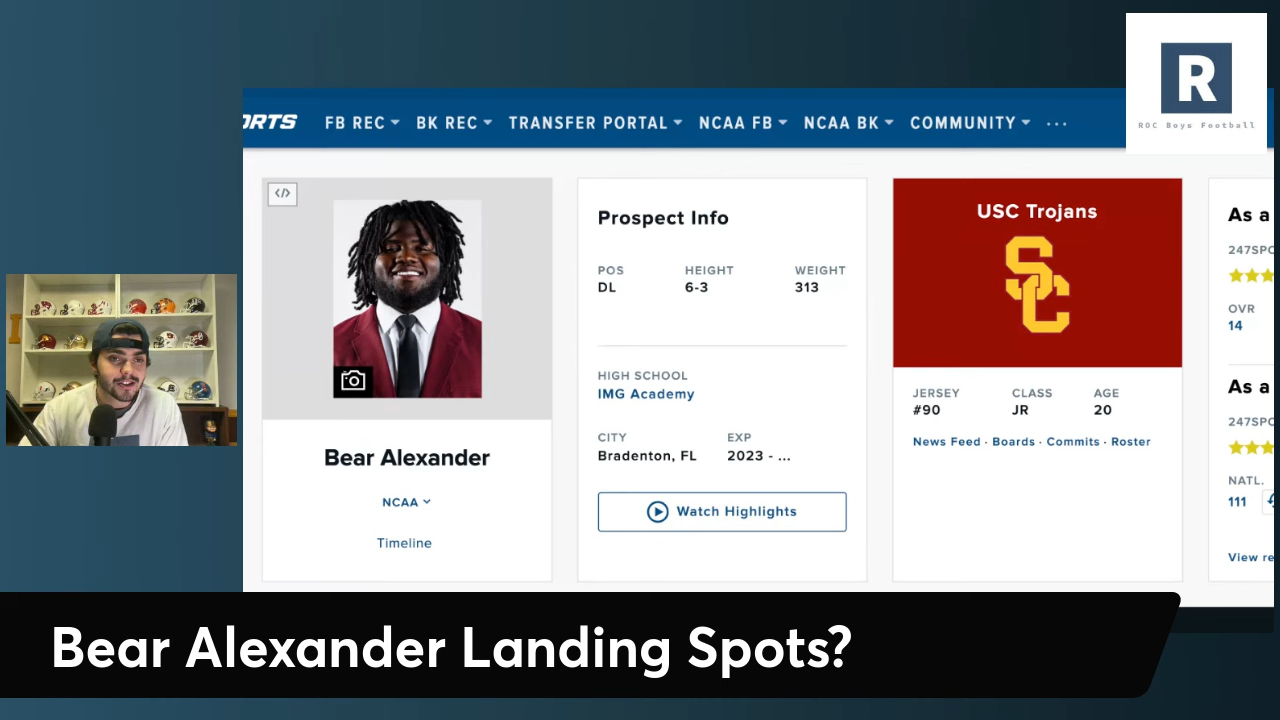 R
ROC Boys Football
ORTS FB REC BK REC TRANSFER PORTAL NCAA FB NCAA BK COMMUNITY ...
</>
Bear Alexander
NCAA
Timeline
Prospect Info
POS HEIGHT WEIGHT
DL 6-3 313
HIGH SCHOOL
IMG Academy
CITY EXP
Bradenton, FL 2023 - ...
Watch Highlights
USC Trojans
SC
JERSEY CLASS AGE
#90 JR 20
News Feed · Boards · Commits · Roster
As a
247SPO
OVR
14
As a
247SPO
NATL.
111
View re
Bear Alexander Landing Spots?